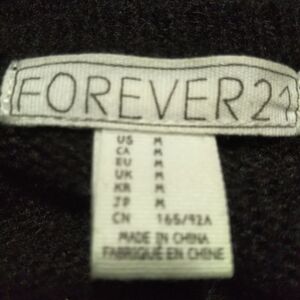 FOREVER21
US M
CA M
EU M
UK M
KR M
JP M
CN 165/92A
MADE IN CHINA
FABRIQUÉ EN CHINE